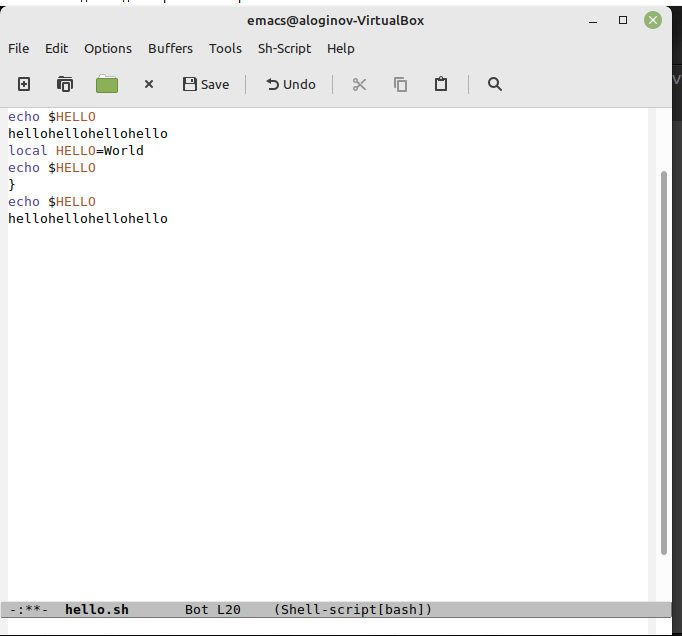 emacs@aloginov-VirtualBox
File Edit Options Buffers Tools Sh-Script Help
Save Undo
echo $HELLO
hellohellohellohello
local HELLO=World
echo $HELLO
}
echo $HELLO
hellohellohellohello
-:**- hello.sh Bot L20 (Shell-script[bash])